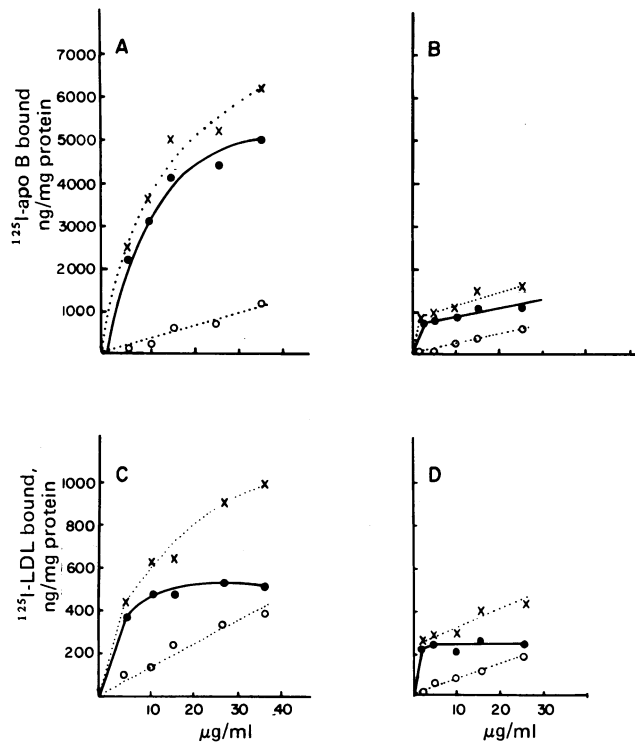 A
B
¹²⁵I-apo B bound
ng/mg protein
7000
6000
5000
4000
3000
2000
1000
C
D
¹²⁵I-LDL bound,
ng/mg protein
1000
800
600
400
200
10 20 30 40
μg/ml
10 20 30
μg/ml